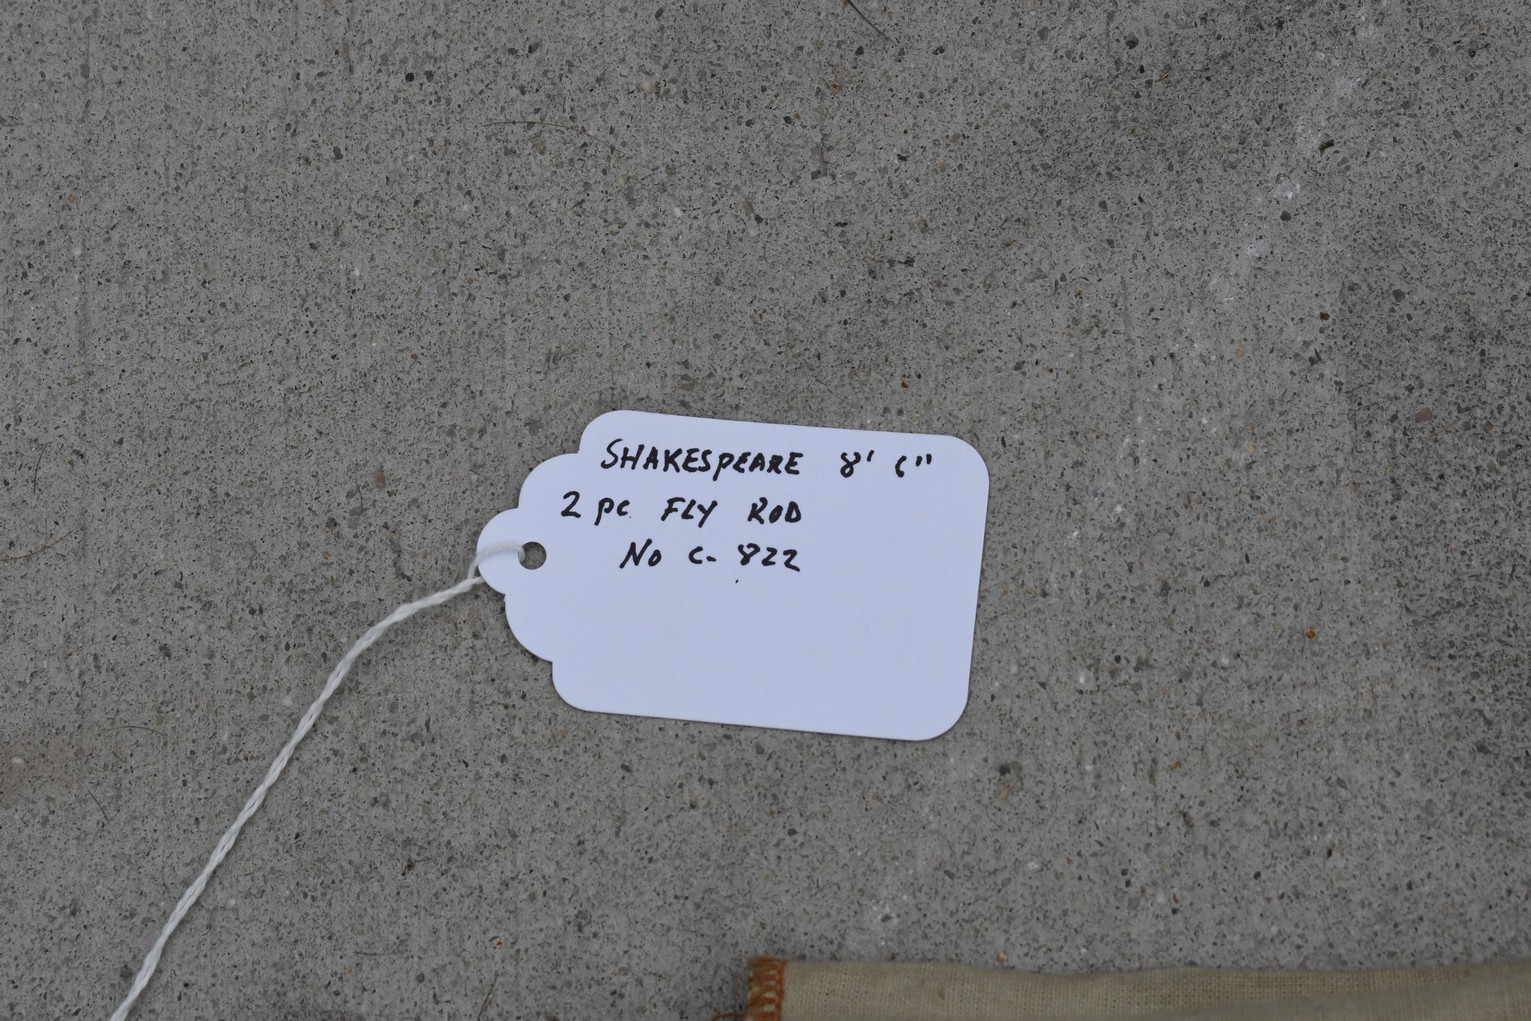 SHAKESPEARE 8' 6"
2 pc. FLY ROD
No C-822